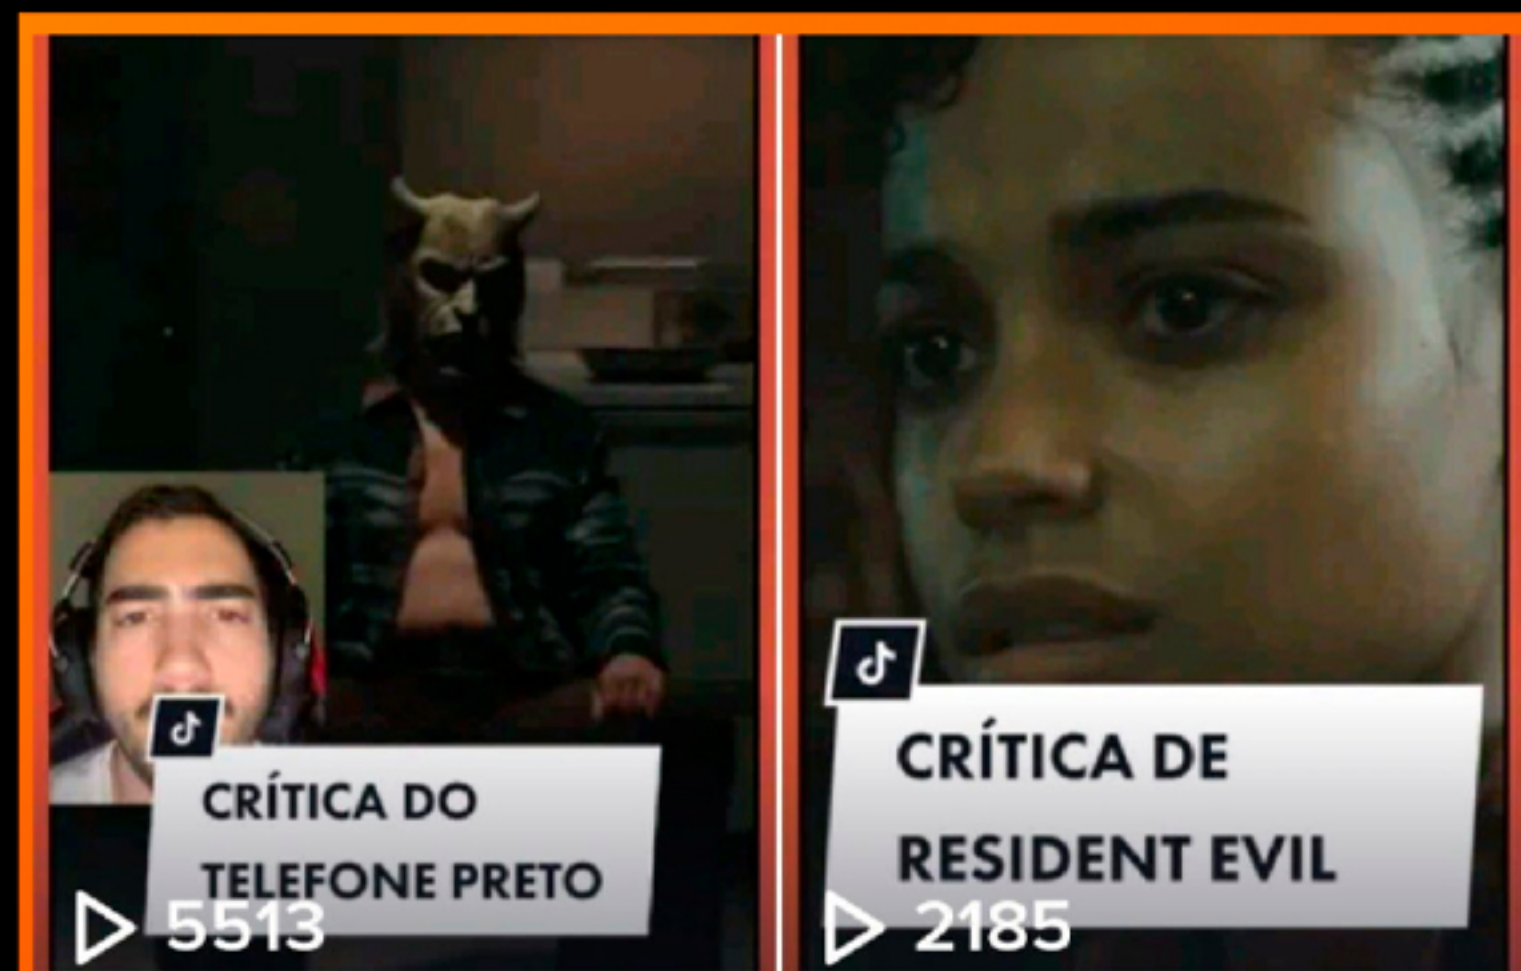 CRÍTICA DO
TELEFONE PRETO
5513
CRÍTICA DE
RESIDENT EVIL
2185